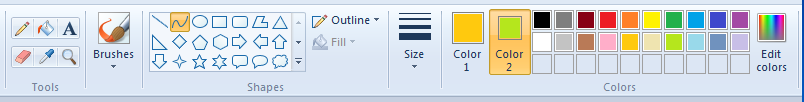 A
Outline
Fill
Brushes
Size
Color
1
Color
2
Edit
colors
Tools
Shapes
Colors